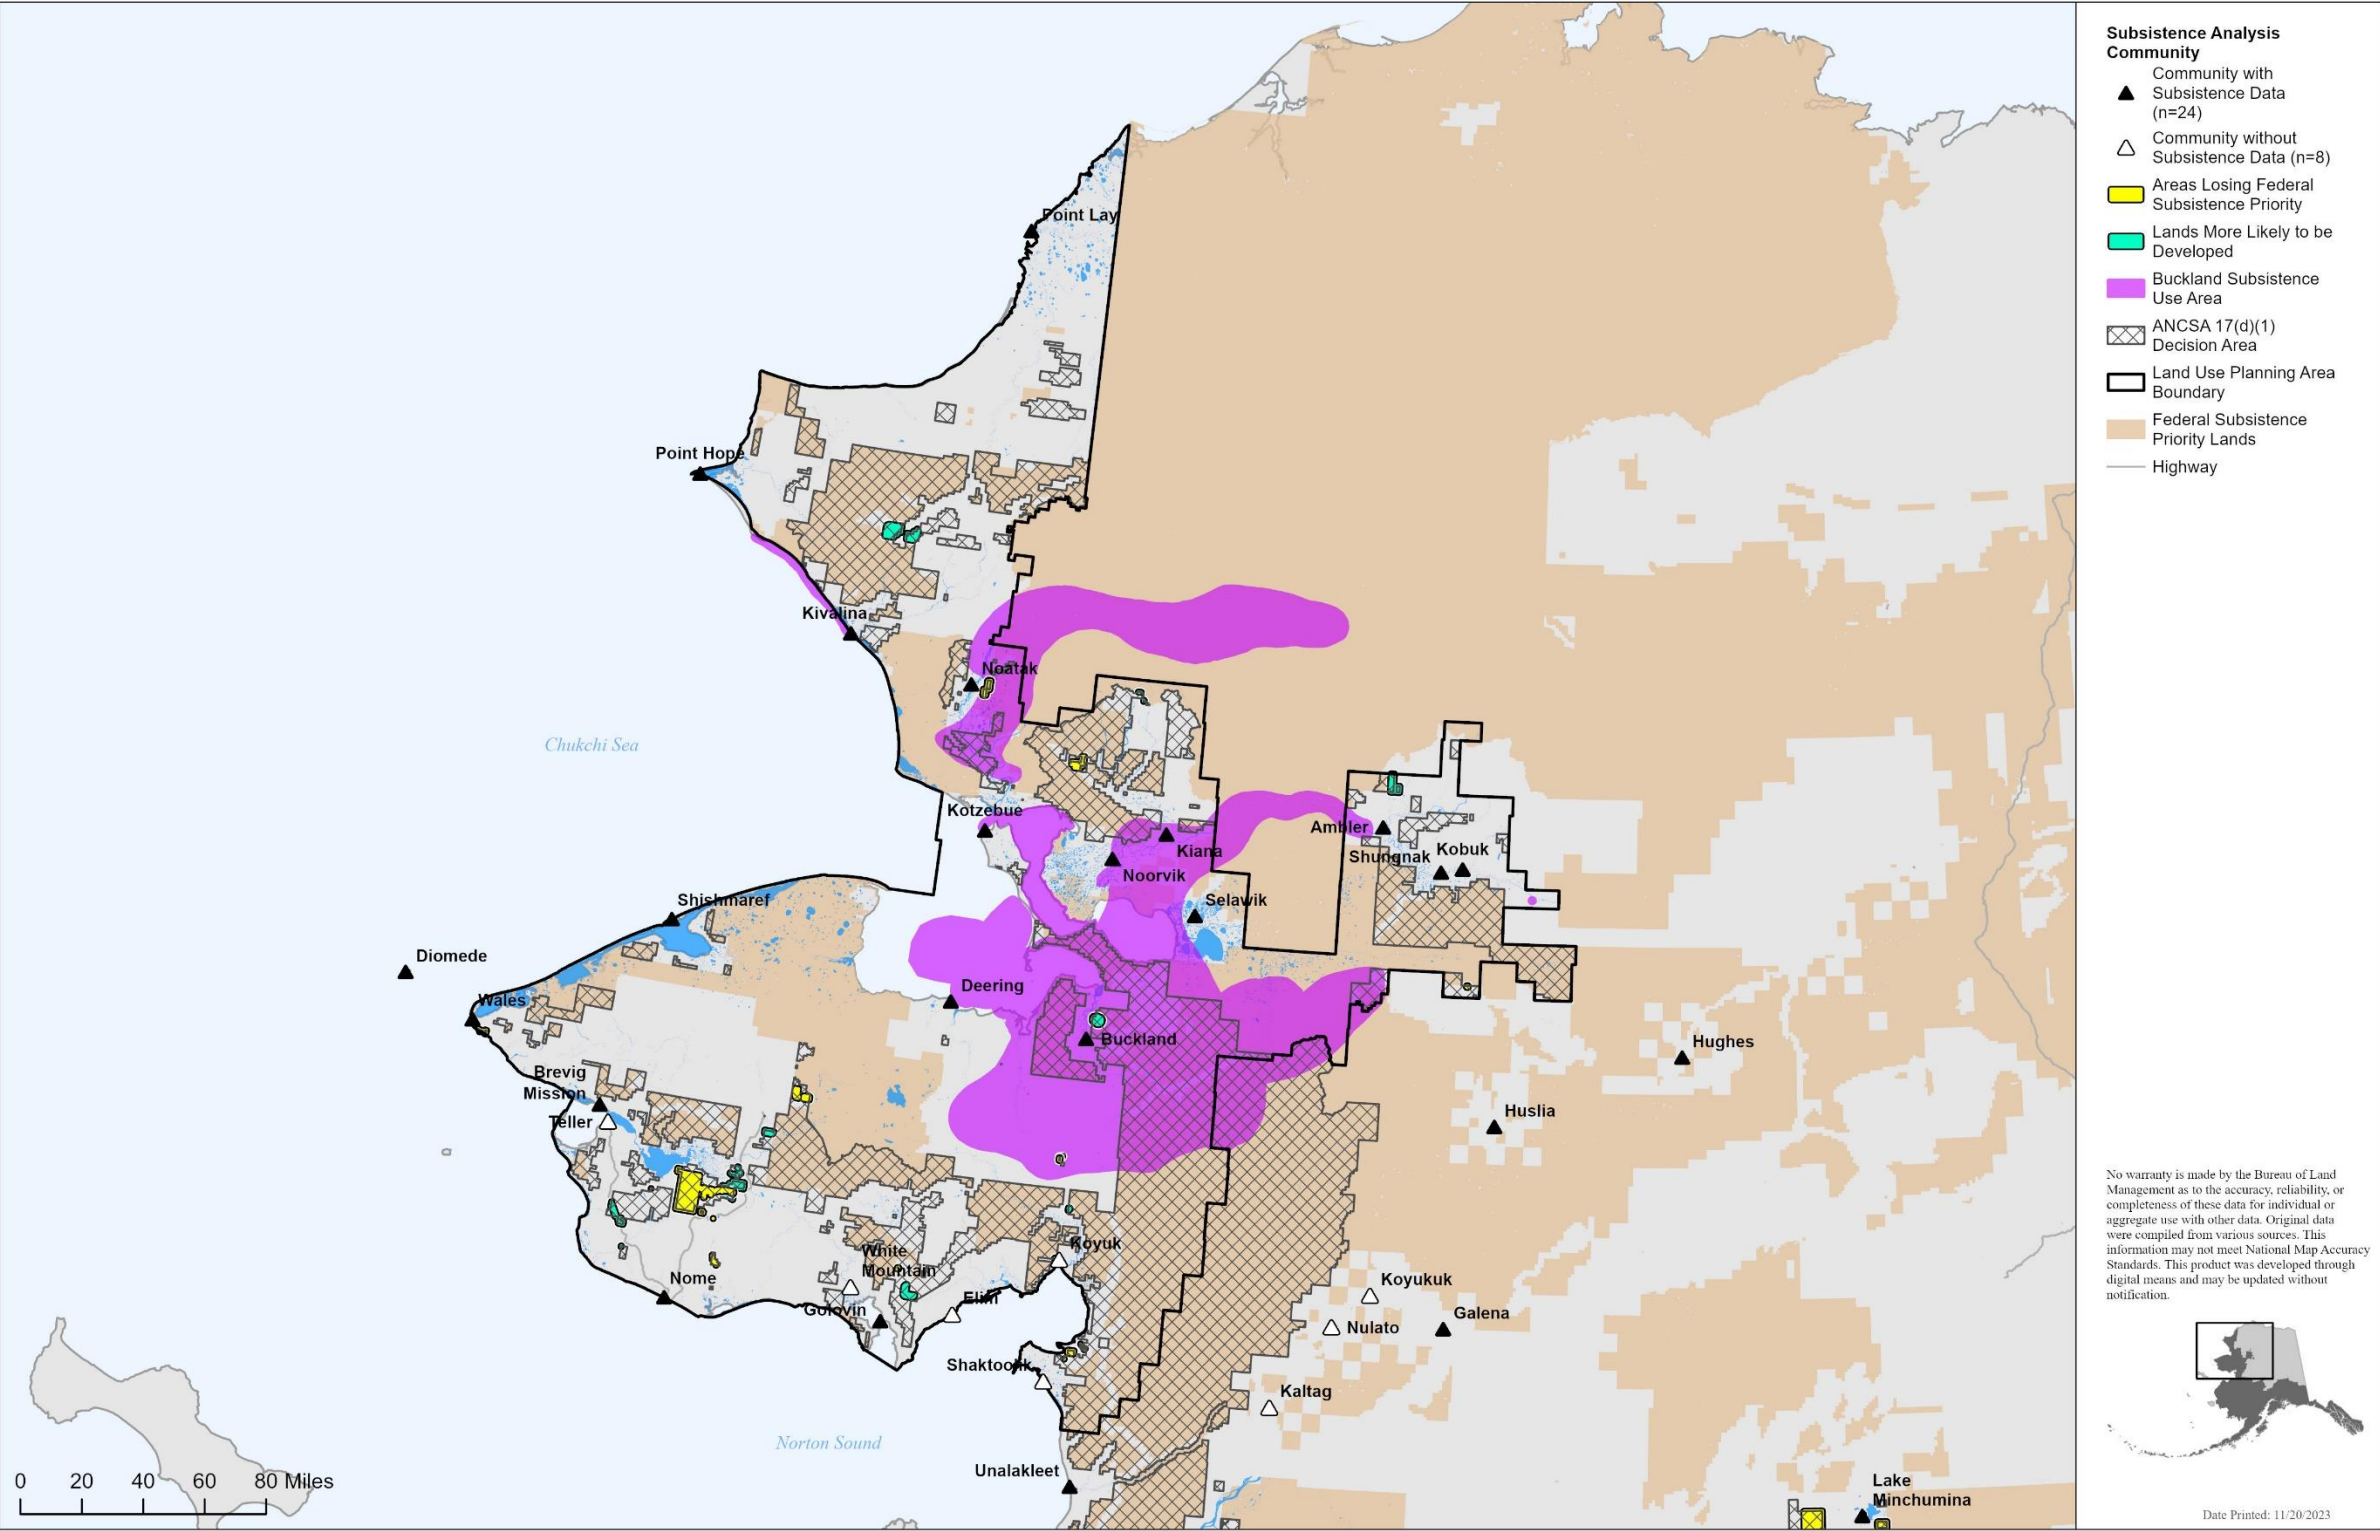 Point Lay
Point Hope
Kivalina
Noatak
Chukchi Sea
Kotzebue
Kiana
Noorvik
Ambler
Shungnak
Kobuk
Selawik
Shishmaref
Diomede
Wales
Deering
Buckland
Hughes
Brevig
Mission
Teller
Huslia
Koyuk
White
Mountain
Nome
Golovin
Elim
Koyukuk
Nulato
Galena
Shaktoolik
Kaltag
Norton Sound
Unalakleet
Lake
Minchumina
0 20 40 60 80 Miles
Subsistence Analysis
Community
Community with
Subsistence Data
(n=24)
Community without
Subsistence Data (n=8)
Areas Losing Federal
Subsistence Priority
Lands More Likely to be
Developed
Buckland Subsistence
Use Area
ANCSA 17(d)(1)
Decision Area
Land Use Planning Area
Boundary
Federal Subsistence
Priority Lands
Highway
No warranty is made by the Bureau of Land
Management as to the accuracy, reliability, or
completeness of these data for individual or
aggregate use with other data. Original data
were compiled from various sources. This
information may not meet National Map Accuracy
Standards. This product was developed through
digital means and may be updated without
notification.
Date Printed: 11/20/2023